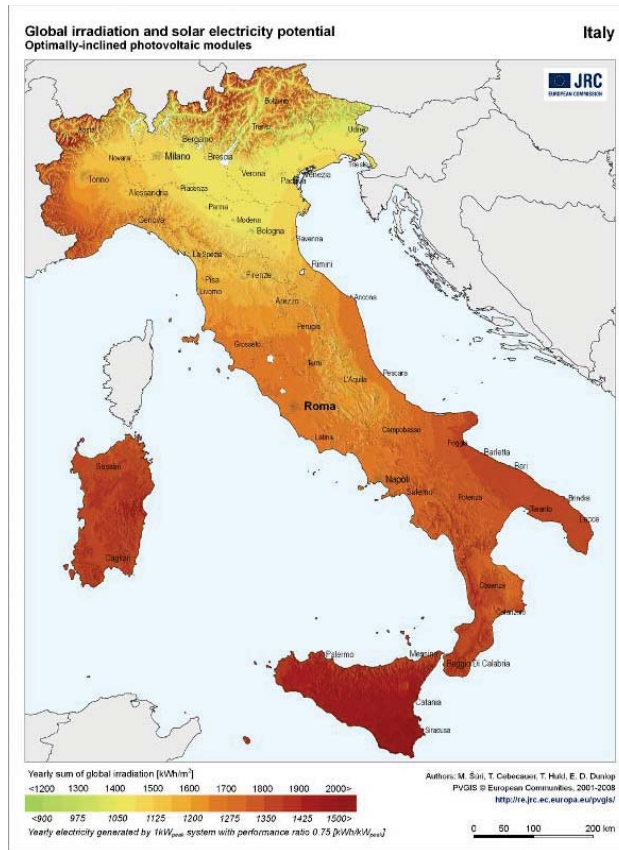 Global irradiation and solar electricity potential
Optimally-inclined photovoltaic modules
Italy
JRC
EUROPEAN COMMISSION
Bolzano
Aosta
Trento
Udine
Bergamo
Novara
Milano
Brescia
Trieste
Verona
Venezia
Torino
Padova
Piacenza
Alessandria
Parma
Genova
Modena
Bologna
Ravenna
La Spezia
Rimini
Firenze
Pisa
Livorno
Ancona
Arezzo
Perugia
Grosseto
Terni
Pescara
L'Aquila
Roma
Latina
Campobasso
Foggia
Barletta
Bari
Sassari
Napoli
Salerno
Potenza
Brindisi
Taranto
Lecce
Cagliari
Cosenza
Catanzaro
Palermo
Messina
Reggio Di Calabria
Catania
Siracusa
Yearly sum of global irradiation [kWh/m²]
<1200 1300 1400 1500 1600 1700 1800 1900 2000>
<900 975 1050 1125 1200 1275 1350 1425 1500>
Yearly electricity generated by 1kWpeak system with performance ratio 0.75 [kWh/kWpeak]
Authors: M. Šúri, T. Cebecauer, T. Huld, E. D. Dunlop
PVGIS © European Communities, 2001-2008
http://re.jrc.ec.europa.eu/pvgis/
0 50 100 200 km